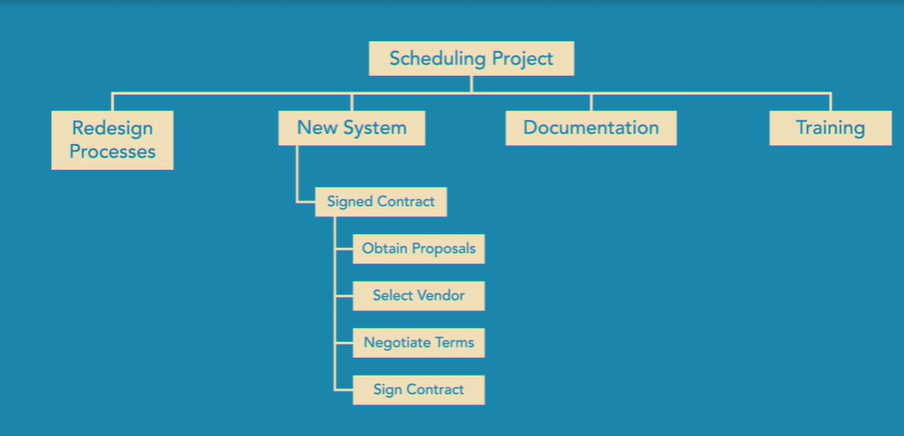 Scheduling Project
Redesign
Processes
New System
Documentation
Training
Signed Contract
Obtain Proposals
Select Vendor
Negotiate Terms
Sign Contract